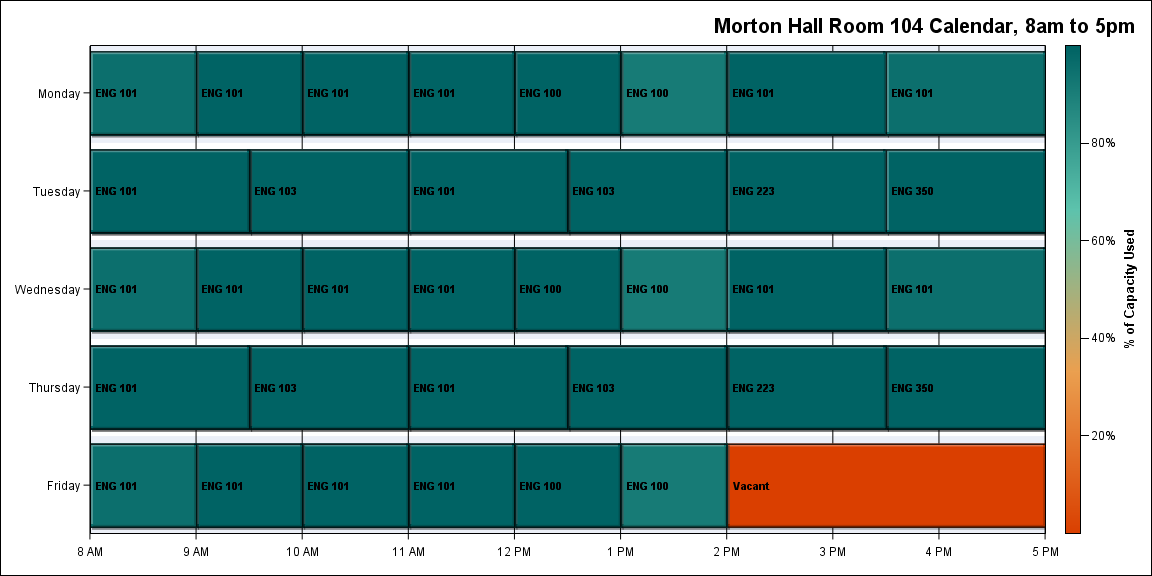 Morton Hall Room 104 Calendar, 8am to 5pm
Monday
ENG 101 ENG 101 ENG 101 ENG 101 ENG 100 ENG 100 ENG 101 ENG 101
Tuesday
ENG 101 ENG 103 ENG 101 ENG 103 ENG 223 ENG 350
Wednesday
ENG 101 ENG 101 ENG 101 ENG 101 ENG 100 ENG 100 ENG 101 ENG 101
Thursday
ENG 101 ENG 103 ENG 101 ENG 103 ENG 223 ENG 350
Friday
ENG 101 ENG 101 ENG 101 ENG 101 ENG 100 ENG 100 Vacant
8 AM 9 AM 10 AM 11 AM 12 PM 1 PM 2 PM 3 PM 4 PM 5 PM
80%
60%
40%
20%
% of Capacity Used